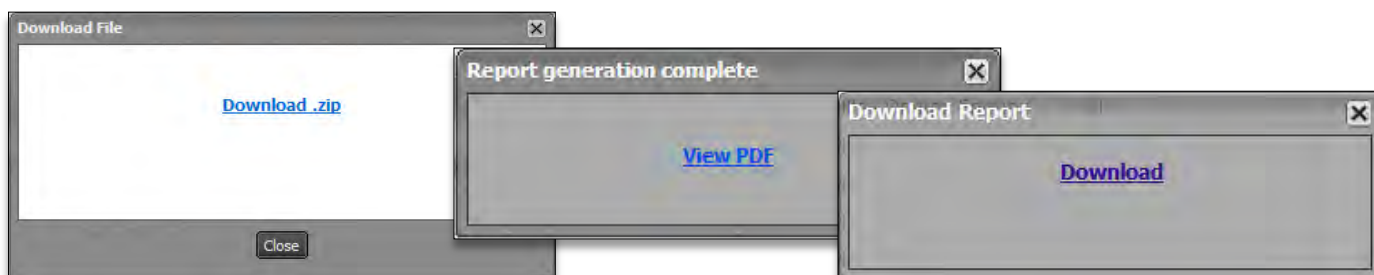 Download File
Download .zip
Close
Report generation complete
View PDF
Download Report
Download